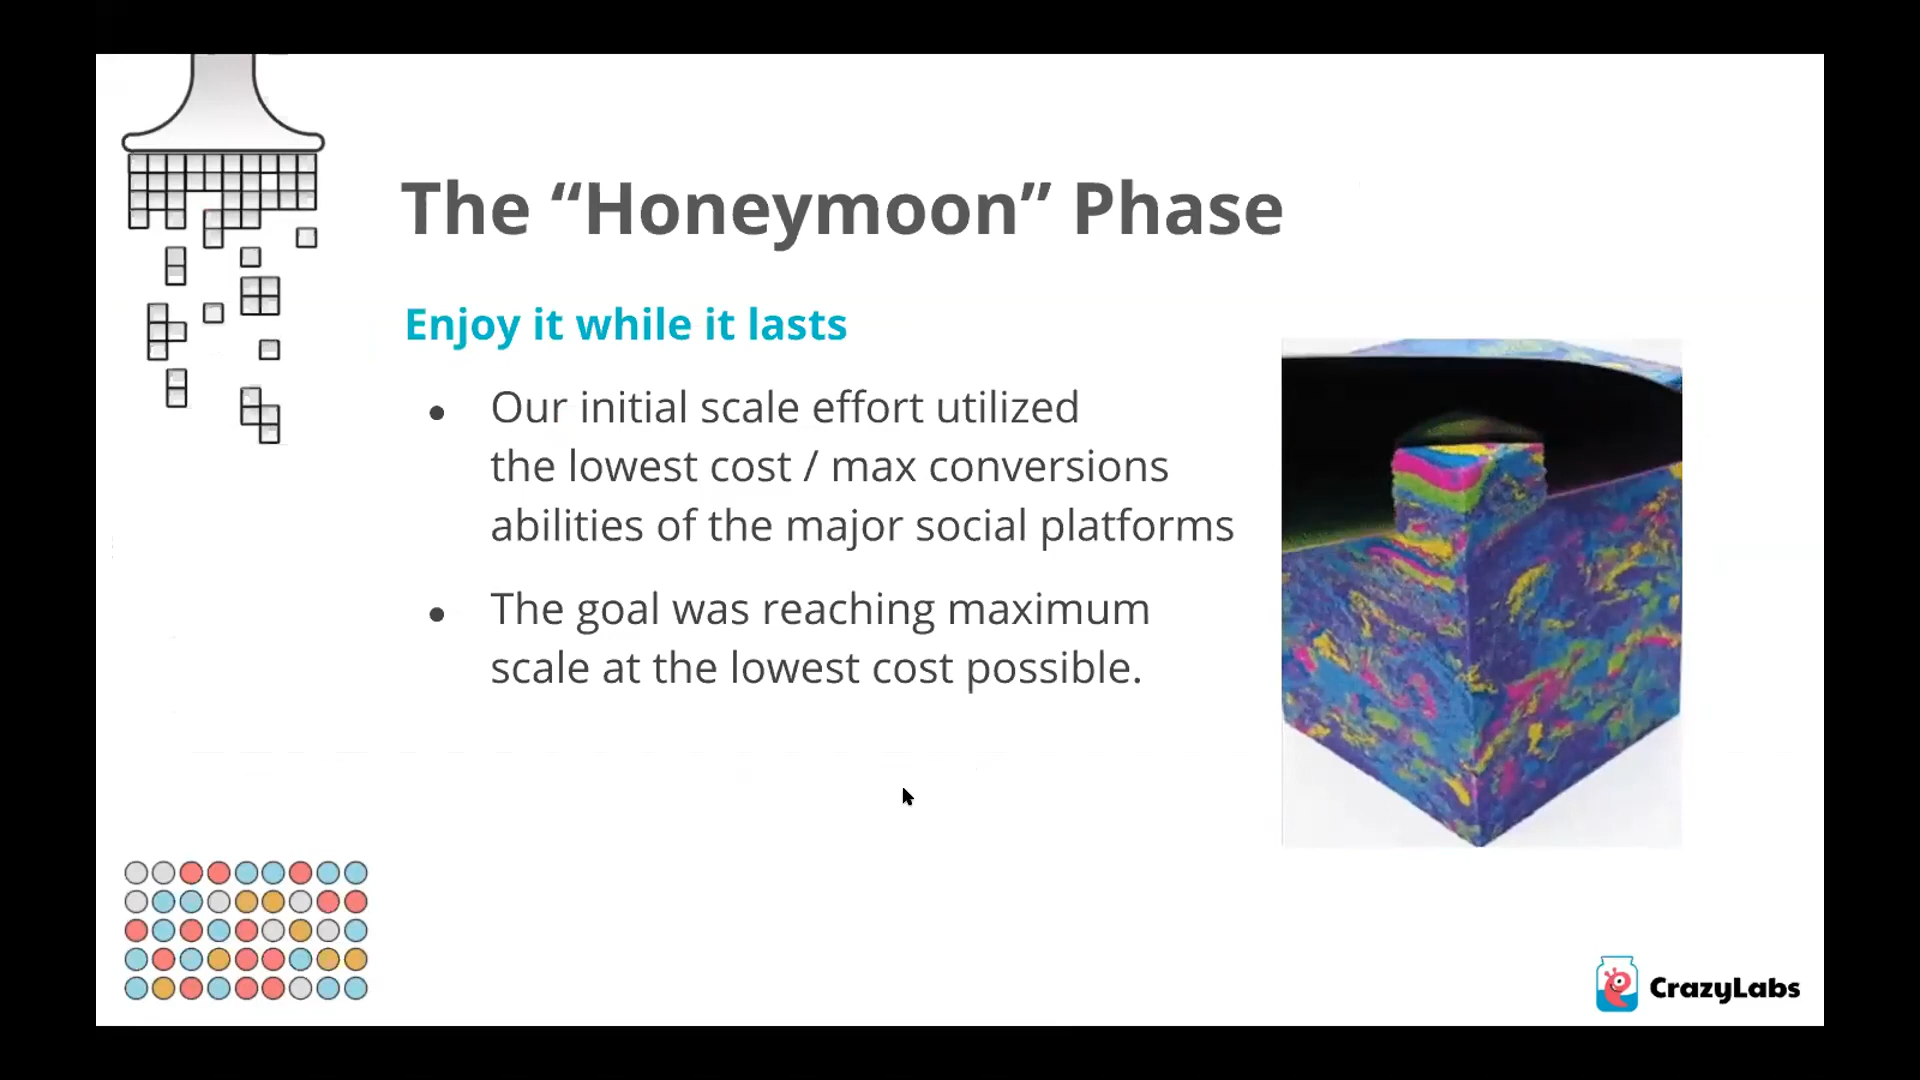 The “Honeymoon” Phase
Enjoy it while it lasts
● Our initial scale effort utilized
the lowest cost / max conversions
abilities of the major social platforms
● The goal was reaching maximum
scale at the lowest cost possible.
CrazyLabs